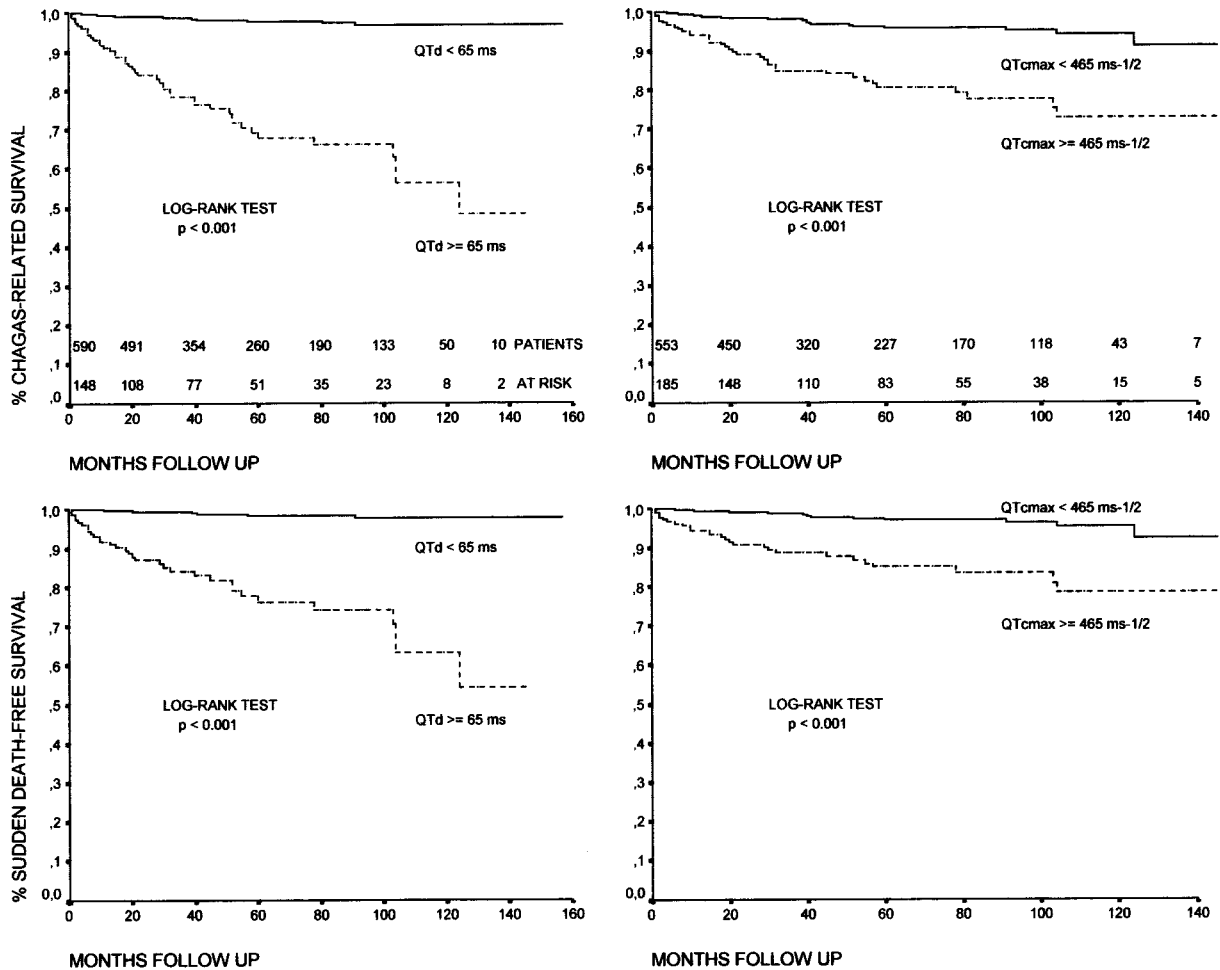 % CHAGAS-RELATED SURVIVAL
1,0
,9
,8
,7
,6
,5
,4
,3
,2
,1
0,0
QTd < 65 ms
LOG-RANK TEST
p < 0.001
QTd >= 65 ms
590 491 354 260 190 133 50 10 PATIENTS
148 108 77 51 35 23 8 2 AT RISK
0 20 40 60 80 100 120 140 160
MONTHS FOLLOW UP
1,0
,9
,8
,7
,6
,5
,4
,3
,2
,1
0,0
QTcmax < 465 ms-1/2
QTcmax >= 465 ms-1/2
LOG-RANK TEST
p < 0.001
553 450 320 227 170 118 43 7
185 148 110 83 55 38 15 5
0 20 40 60 80 100 120 140
MONTHS FOLLOW UP
% SUDDEN DEATH-FREE SURVIVAL
1,0
,9
,8
,7
,6
,5
,4
,3
,2
,1
0,0
QTd < 65 ms
LOG-RANK TEST
p < 0.001
QTd >= 65 ms
0 20 40 60 80 100 120 140 160
MONTHS FOLLOW UP
1,0
,9
,8
,7
,6
,5
,4
,3
,2
,1
0,0
QTcmax < 465 ms-1/2
QTcmax >= 465 ms-1/2
LOG-RANK TEST
p < 0.001
0 20 40 60 80 100 120 140
MONTHS FOLLOW UP